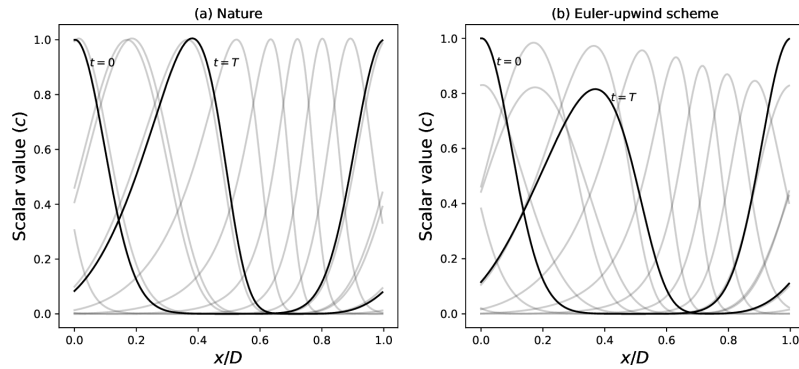 (a) Nature
1.0
0.8
0.6
0.4
0.2
0.0
Scalar value (c)
t = 0
t = T
0.0 0.2 0.4 0.6 0.8 1.0
x/D
(b) Euler-upwind scheme
1.0
0.8
0.6
0.4
0.2
0.0
Scalar value (c)
t = 0
t = T
0.0 0.2 0.4 0.6 0.8 1.0
x/D